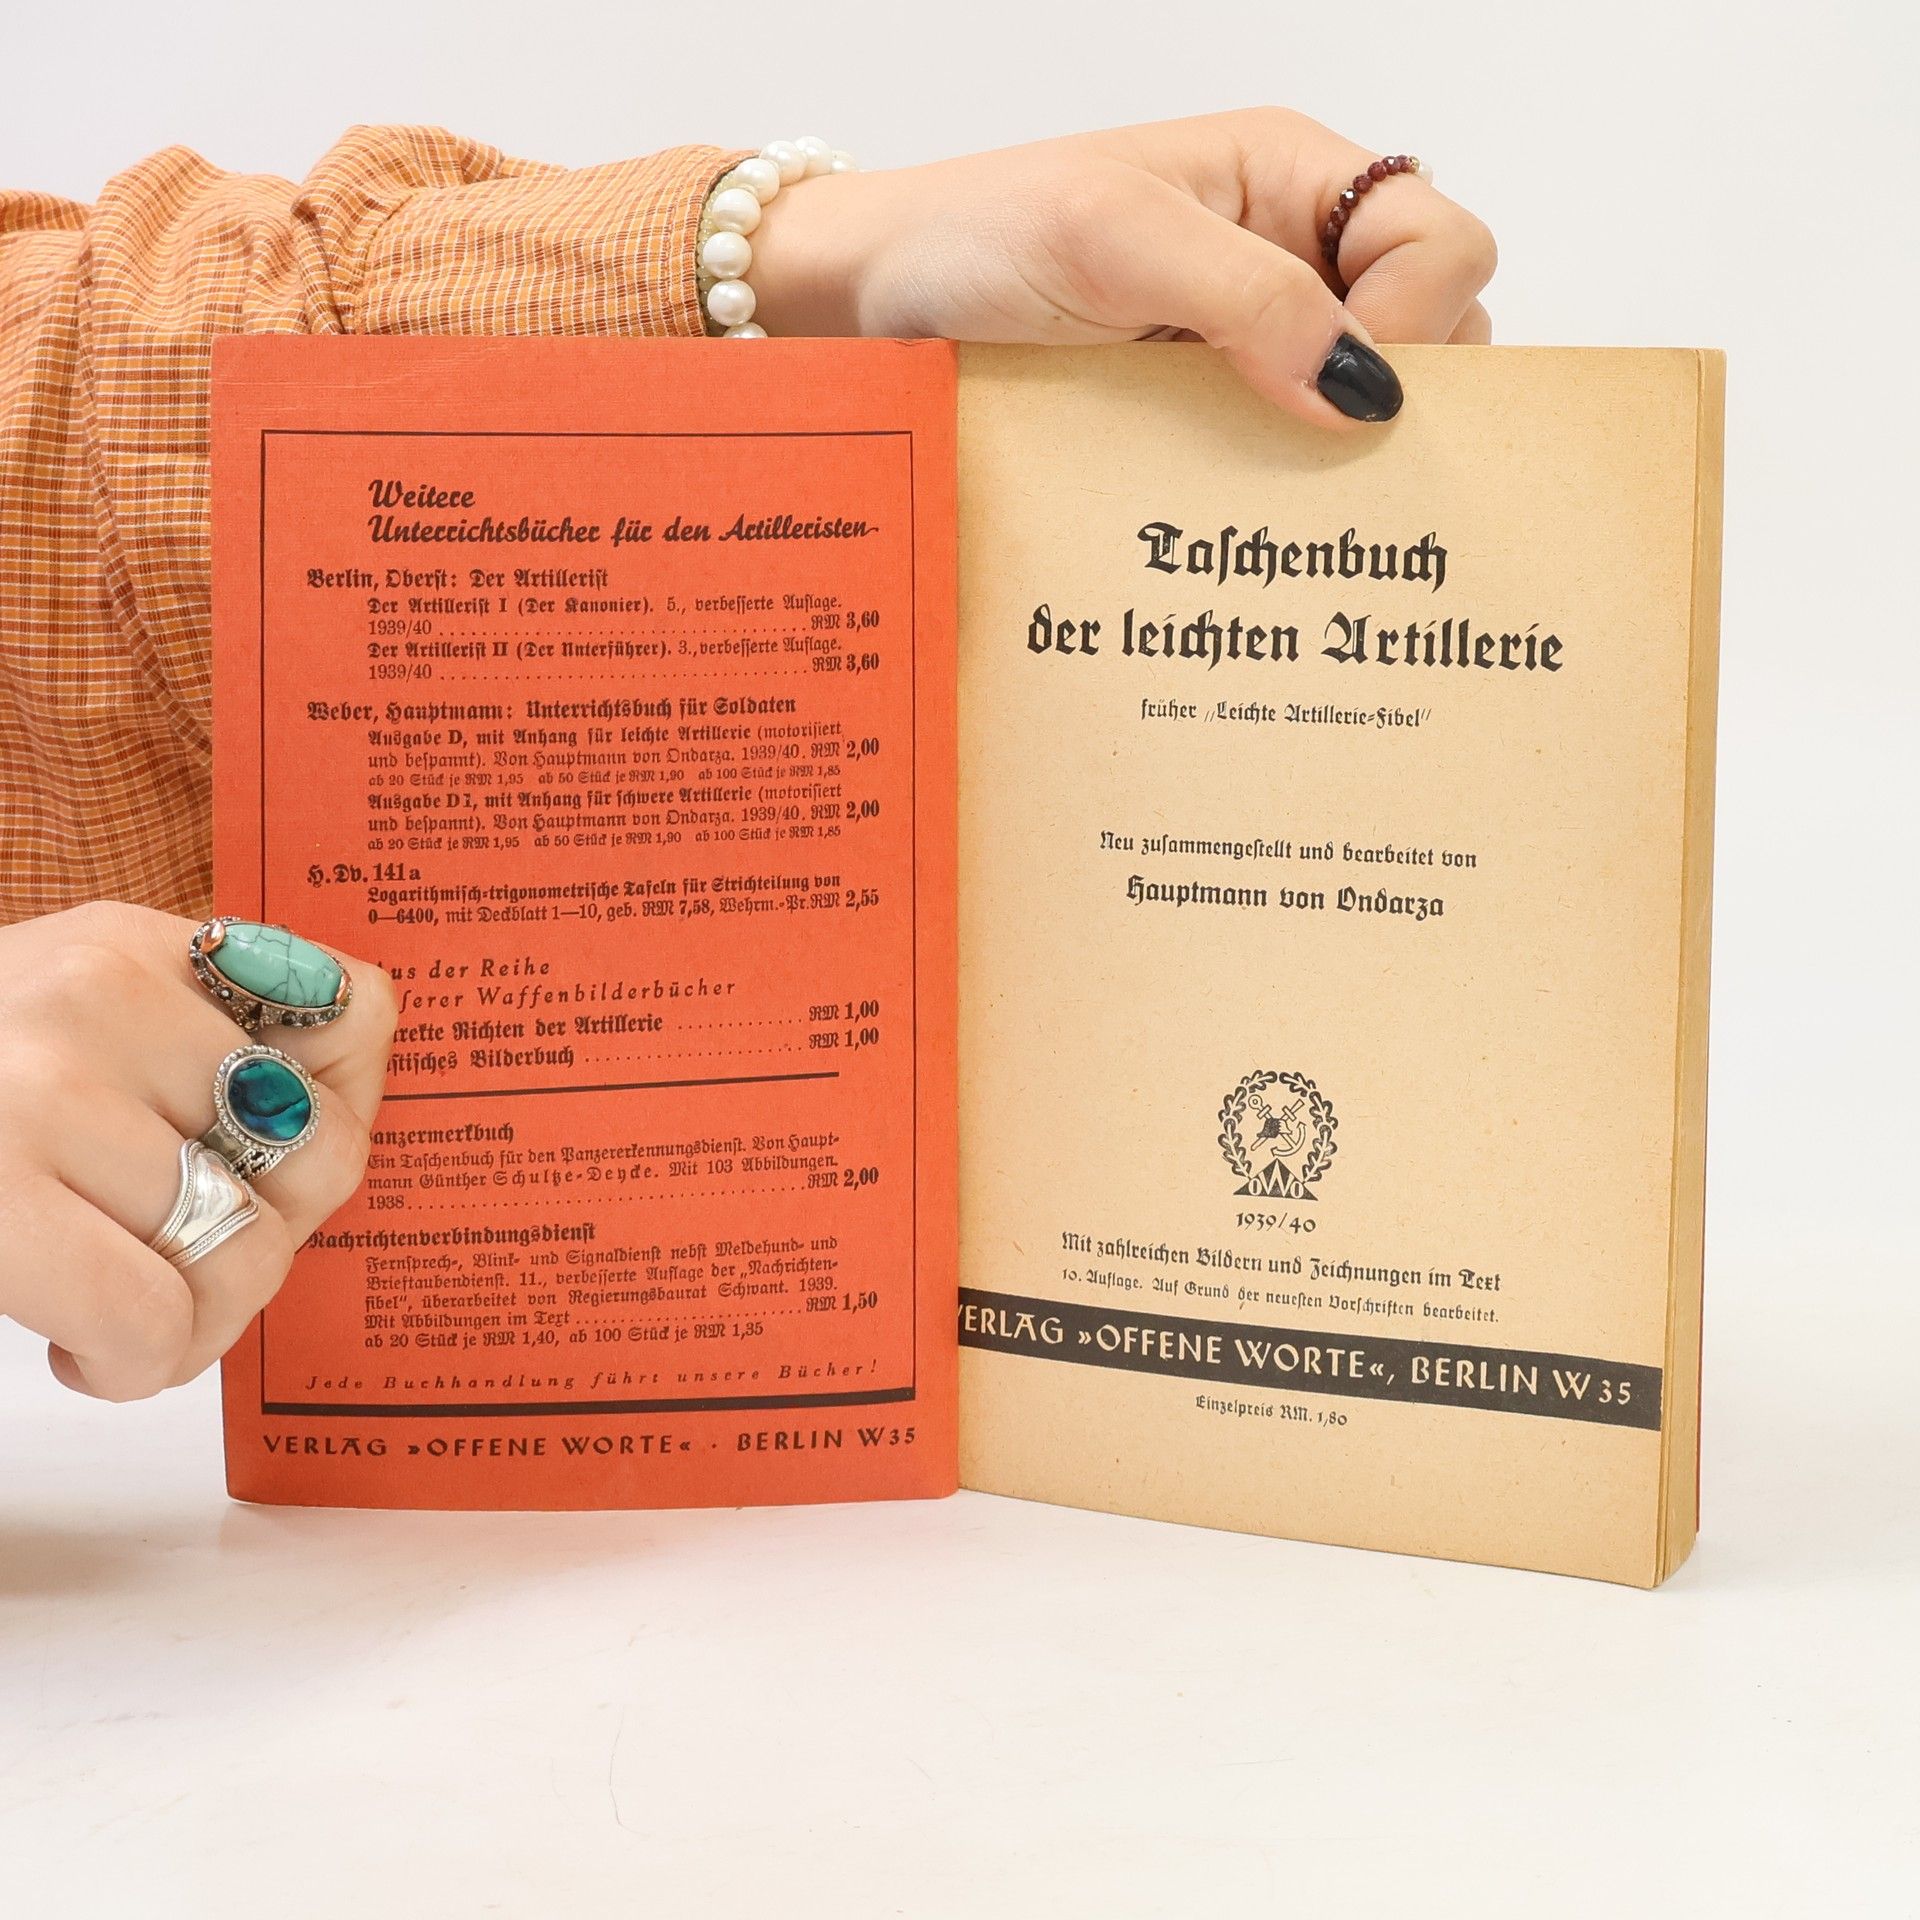 Weitere
Unterrichtsbücher für den Artilleristen
Berlin, Oberst: Der Artillerist
Der Artillerist I (Der Kanonier). 5., verbesserte Auflage.
1939/40 ........ RM 3,60
Der Artillerist II (Der Unterführer). 3., verbesserte Auflage.
1939/40 ........ RM 3,60
Weber, Hauptmann: Unterrichtsbuch für Soldaten
Ausgabe D, mit Anhang für leichte Artillerie (motorisiert
und bespannt). Von Hauptmann von Ondarza. 1939/40. RM 2,00
ab 20 Stück je RM 1,95 ab 50 Stück je RM 1,90 ab 100 Stück je RM 1,85
Ausgabe D1, mit Anhang für schwere Artillerie (motorisiert
und bespannt). Von Hauptmann von Ondarza. 1939/40. RM 2,00
ab 20 Stück je RM 1,95 ab 50 Stück je RM 1,90 ab 100 Stück je RM 1,85
H.Dv. 141a
Logarithmisch-trigonometrische Tafeln für Strichteilung von
0—6400, mit Deckblatt 1—10, geb. RM 7,58, Wehrm.-Pr. RM 2,55
us der Reihe
serer Waffenbilderbücher
rekte Richten der Artillerie ........ RM 1,00
stisches Bilderbuch ........ RM 1,00
anzermerkbuch
Ein Taschenbuch für den Panzererkennungsdienst. Von Haupt-
mann Günther Schultze-Deycke. Mit 103 Abbildungen.
1938 ........ RM 2,00
Nachrichtenverbindungsdienst
Fernsprech-, Blink- und Signaldienst nebst Meldehund- und
Brieftaubendienst. 11., verbesserte Auflage der „Nachrichten-
fibel“, überarbeitet von Regierungsbaurat Schwant. 1939.
Mit Abbildungen im Text ........ RM 1,50
ab 20 Stück je RM 1,40, ab 100 Stück je RM 1,35
Jede Buchhandlung führt unsere Bücher!
VERLAG »OFFENE WORTE« · BERLIN W 35
Taschenbuch
der leichten Artillerie
früher „Leichte Artillerie-Fibel“
Neu zusammengestellt und bearbeitet von
Hauptmann von Ondarza
OWO
1939/40
Mit zahlreichen Bildern und Zeichnungen im Text
10. Auflage. Auf Grund der neuesten Vorschriften bearbeitet.
VERLAG »OFFENE WORTE«, BERLIN W 35
Einzelpreis RM. 1,80